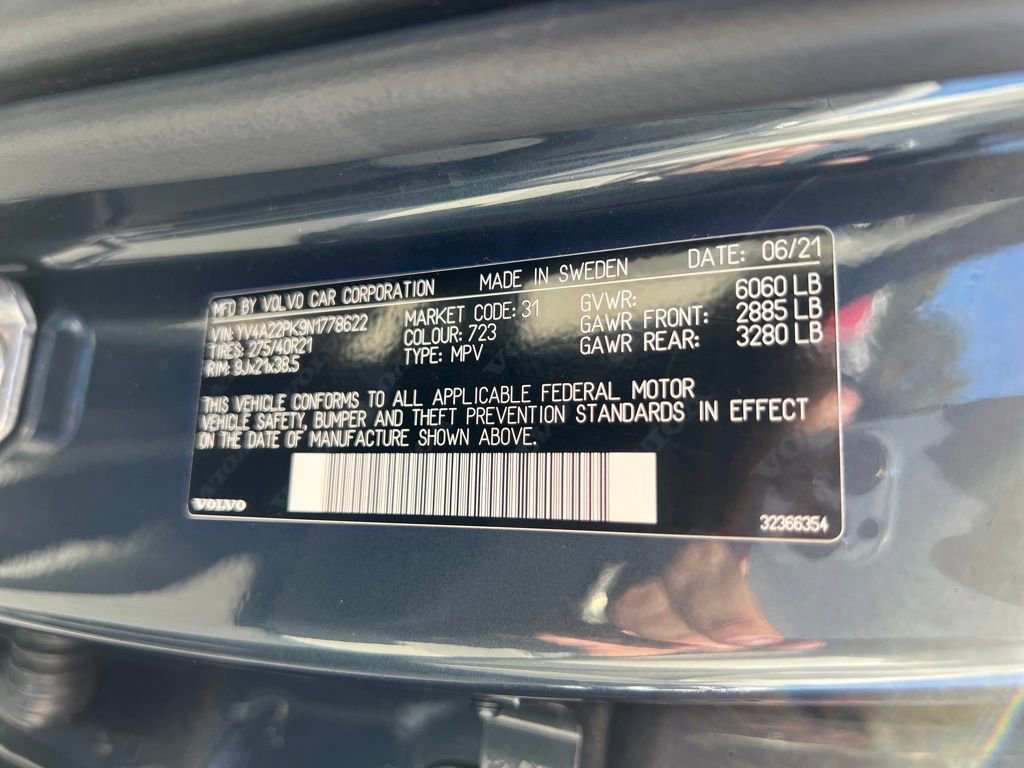 MFD BY VOLVO CAR CORPORATION MADE IN SWEDEN DATE: 06/21
VIN: YV4A22PK9N1778622 MARKET CODE: 31 GVWR: 6060 LB
TIRES: 275/40R21 COLOUR: 723 GAWR FRONT: 2885 LB
RIM: 9Jx21x38.5 TYPE: MPV GAWR REAR: 3280 LB
THIS VEHICLE CONFORMS TO ALL APPLICABLE FEDERAL MOTOR
VEHICLE SAFETY, BUMPER AND THEFT PREVENTION STANDARDS IN EFFECT
ON THE DATE OF MANUFACTURE SHOWN ABOVE.
VOLVO 32366354